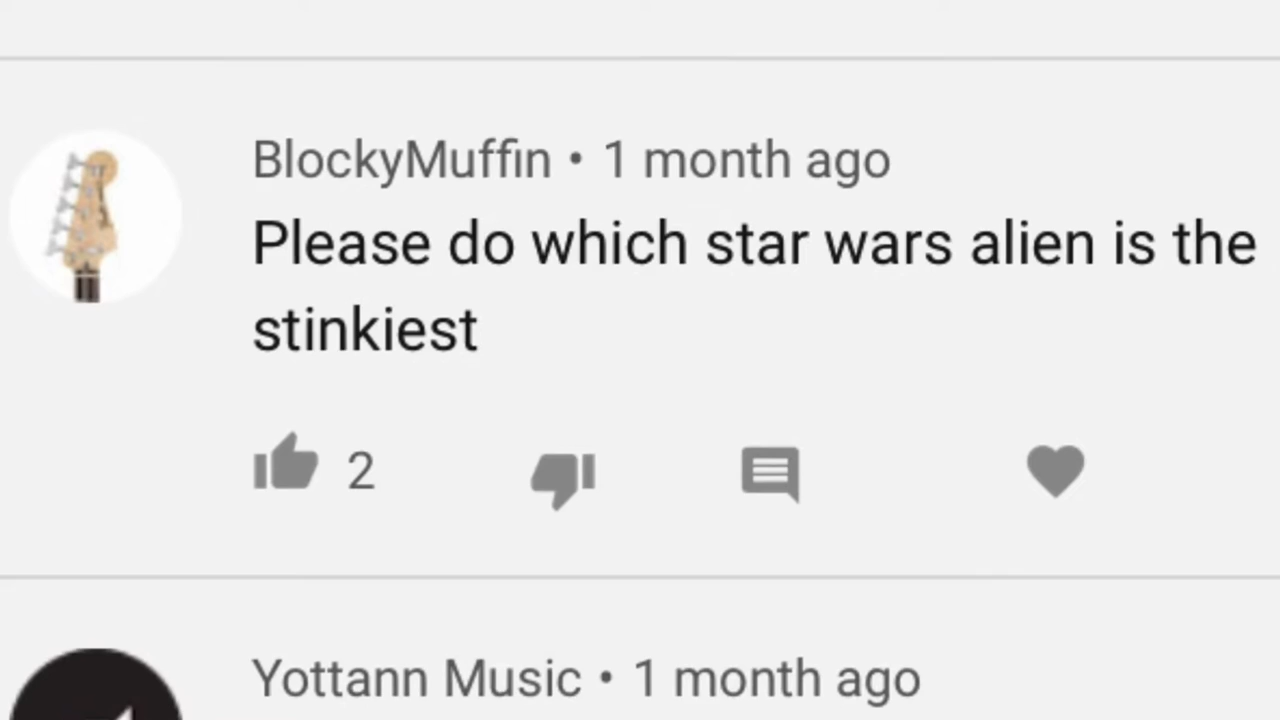 BlockyMuffin • 1 month ago
Please do which star wars alien is the
stinkiest
2
Yottann Music • 1 month ago